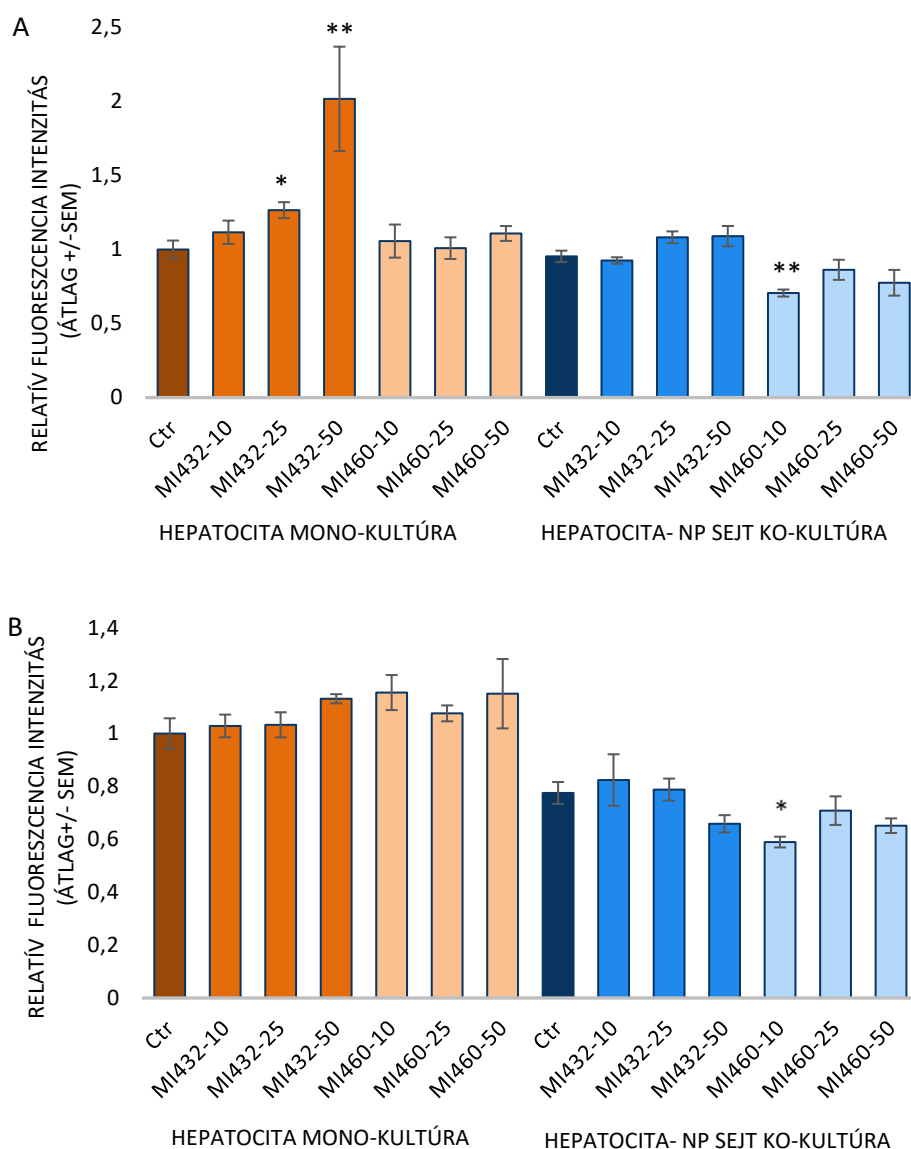 A
RELATÍV FLUORESZCENCIA INTENZITÁS
(ÁTLAG +/-SEM)
2,5
2
1,5
1
0,5
0
*
**
**
Ctr
MI432-10
MI432-25
MI432-50
MI460-10
MI460-25
MI460-50
Ctr
MI432-10
MI432-25
MI432-50
MI460-10
MI460-25
MI460-50
HEPATOCITA MONO-KULTÚRA
HEPATOCITA- NP SEJT KO-KULTÚRA
B
RELATÍV FLUORESZCENCIA INTENZITÁS
(ÁTLAG+/- SEM)
1,4
1,2
1
0,8
0,6
0,4
0,2
0
*
Ctr
MI432-10
MI432-25
MI432-50
MI460-10
MI460-25
MI460-50
Ctr
MI432-10
MI432-25
MI432-50
MI460-10
MI460-25
MI460-50
HEPATOCITA MONO-KULTÚRA
HEPATOCITA- NP SEJT KO-KULTÚRA